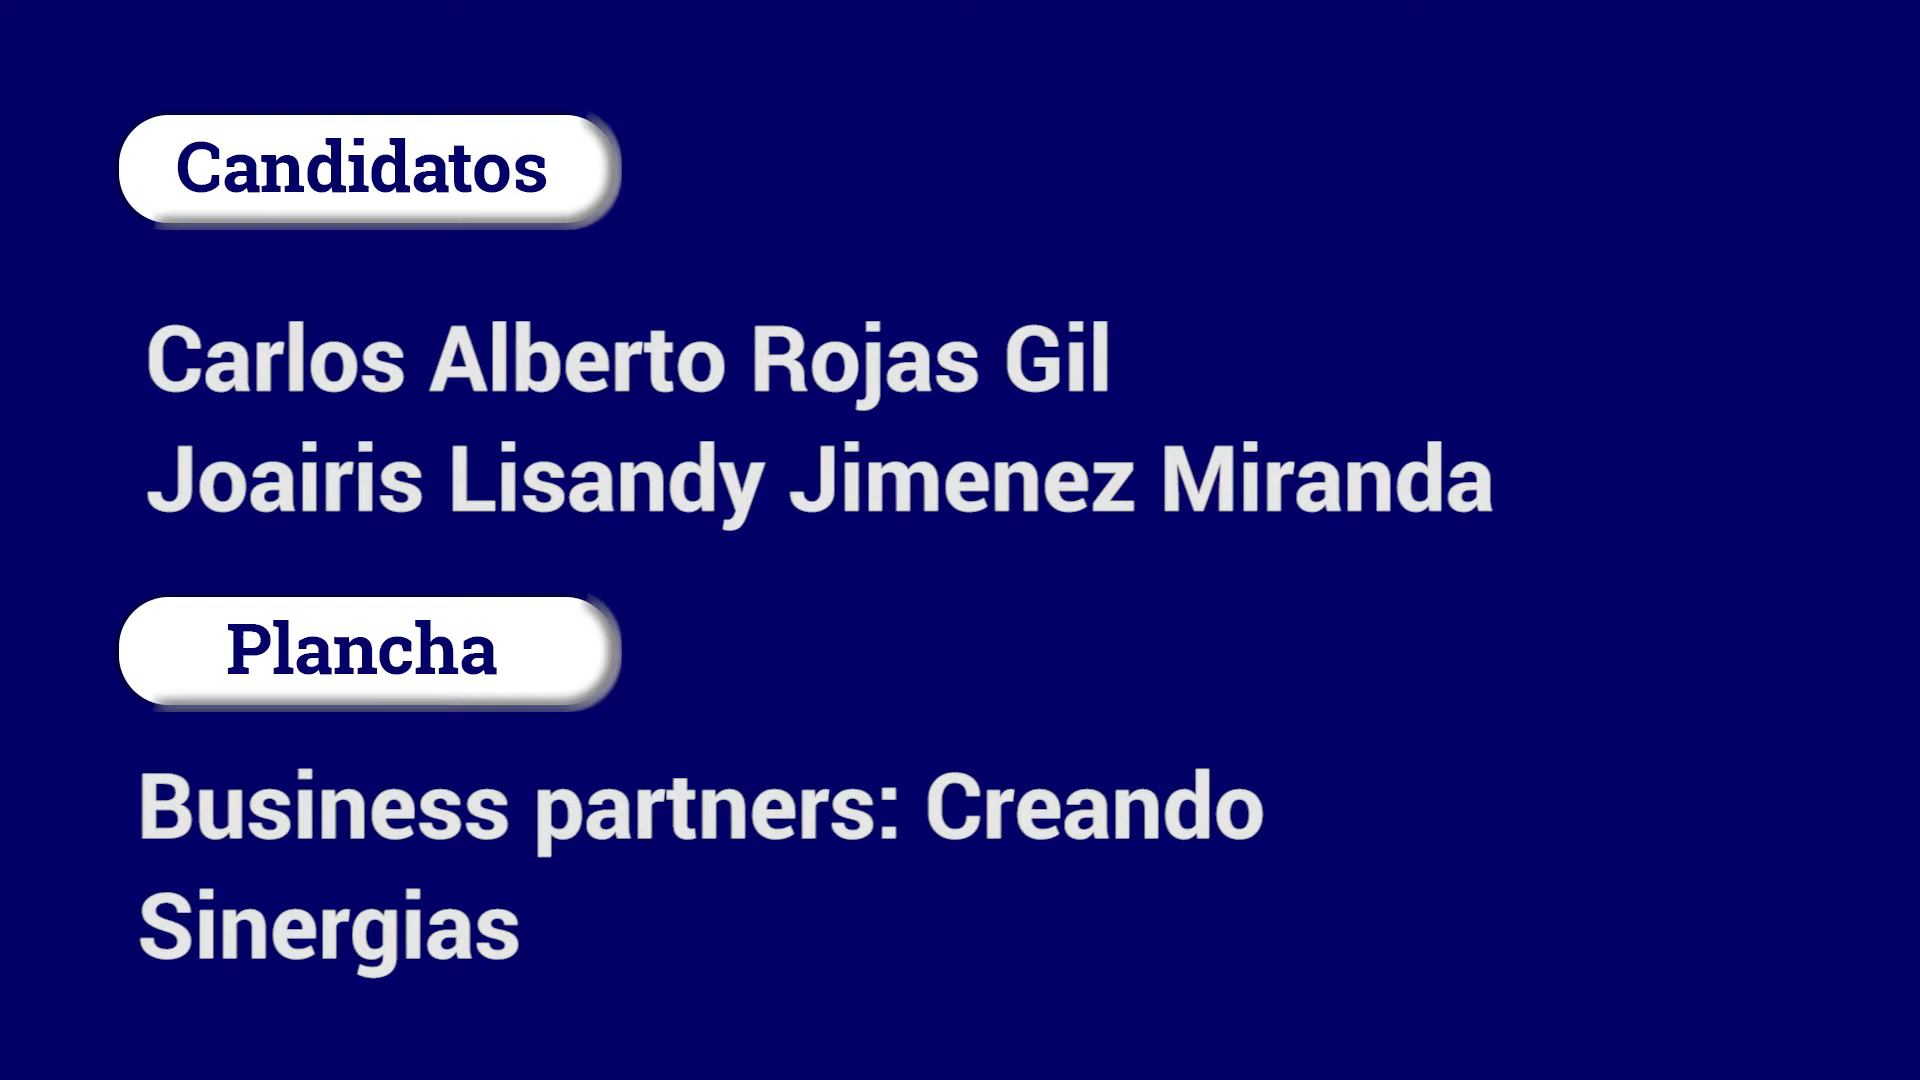 Candidatos
Carlos Alberto Rojas Gil
Joairis Lisandy Jimenez Miranda
Plancha
Business partners: Creando
Sinergias